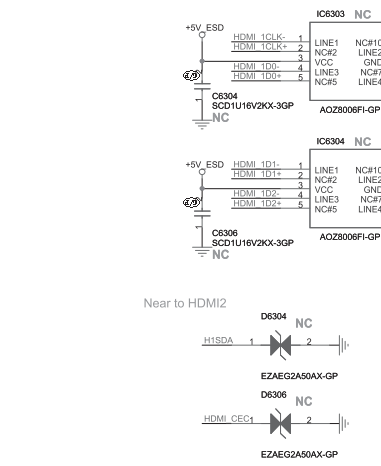 IC6303 NC
+5V_ESD
HDMI_1CLK- 1 LINE1 NC#10
HDMI_1CLK+ 2 NC#2 LINE2
3 VCC GND
HDMI_1D0- 4 LINE3 NC#7
HDMI_1D0+ 5 NC#5 LINE4
1
C6304
SCD1U16V2KX-3GP
NC
AOZ8006FI-GP
IC6304 NC
+5V_ESD
HDMI_1D1- 1 LINE1 NC#10
HDMI_1D1+ 2 NC#2 LINE2
3 VCC GND
HDMI_1D2- 4 LINE3 NC#7
HDMI_1D2+ 5 NC#5 LINE4
1
C6306
SCD1U16V2KX-3GP
NC
AOZ8006FI-GP
Near to HDMI2
D6304 NC
H1SDA 1 2
EZAEG2A50AX-GP
D6306 NC
HDMI_CEC 1 2
EZAEG2A50AX-GP